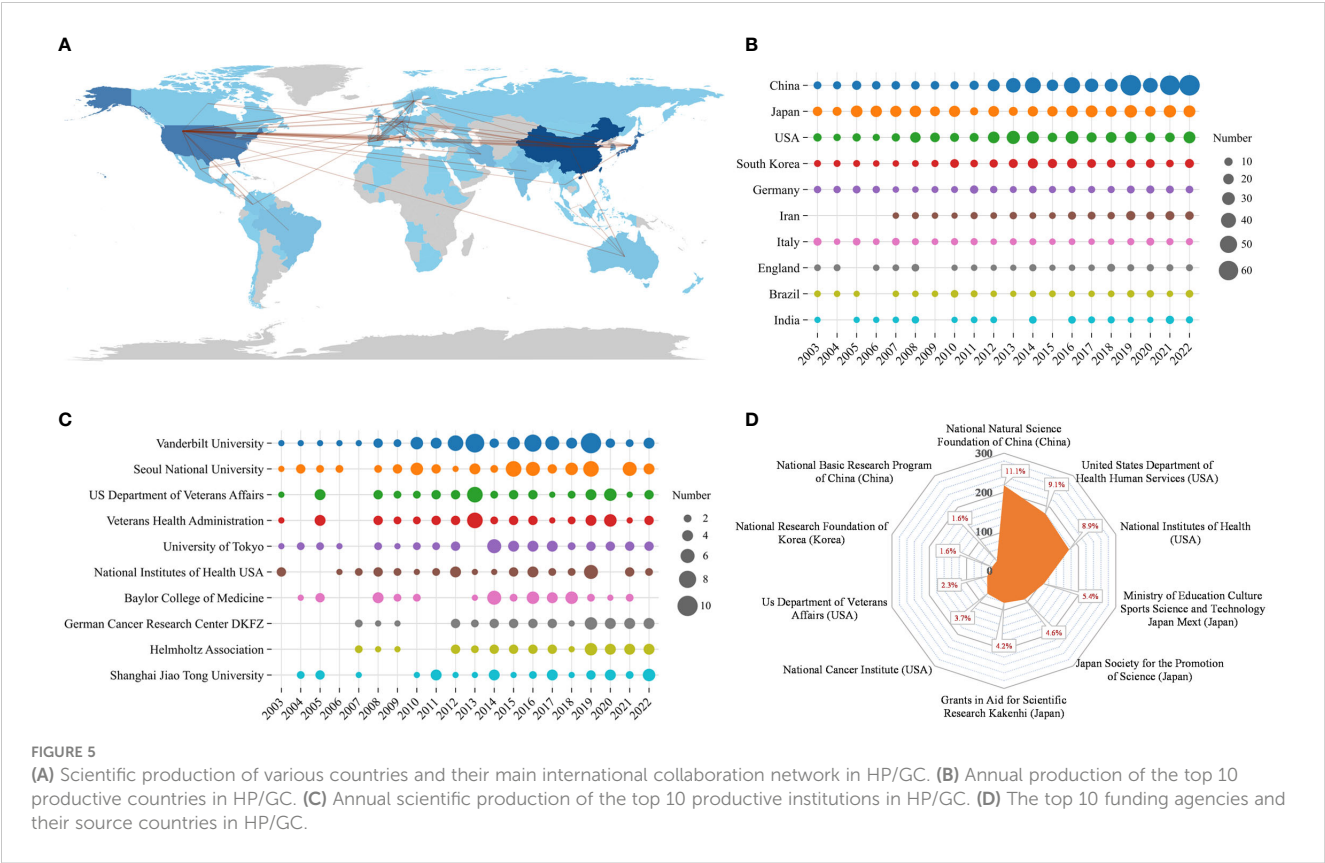 A
B
China
Japan
USA
South Korea
Germany
Iran
Italy
England
Brazil
India
2003
2004
2005
2006
2007
2008
2009
2010
2011
2012
2013
2014
2015
2016
2017
2018
2019
2020
2021
2022
Number
10
20
30
40
50
60
C
Vanderbilt University
Seoul National University
US Department of Veterans Affairs
Veterans Health Administration
University of Tokyo
National Institutes of Health USA
Baylor College of Medicine
German Cancer Research Center DKFZ
Helmholtz Association
Shanghai Jiao Tong University
2003
2004
2005
2006
2007
2008
2009
2010
2011
2012
2013
2014
2015
2016
2017
2018
2019
2020
2021
2022
Number
2
4
6
8
10
D
National Natural Science
Foundation of China (China)
United States Department of
Health Human Services (USA)
National Institutes of Health
(USA)
Ministry of Education Culture
Sports Science and Technology
Japan Mext (Japan)
Japan Society for the Promotion
of Science (Japan)
Grants in Aid for Scientific
Research Kakenhi (Japan)
National Cancer Institute (USA)
Us Department of Veterans
Affairs (USA)
National Research Foundation of
Korea (Korea)
National Basic Research Program
of China (China)
300
200
100
0
11.1%
9.1%
8.9%
5.4%
4.6%
4.2%
3.7%
2.3%
1.6%
1.6%
FIGURE 5
(A) Scientific production of various countries and their main international collaboration network in HP/GC. (B) Annual production of the top 10
productive countries in HP/GC. (C) Annual scientific production of the top 10 productive institutions in HP/GC. (D) The top 10 funding agencies and
their source countries in HP/GC.